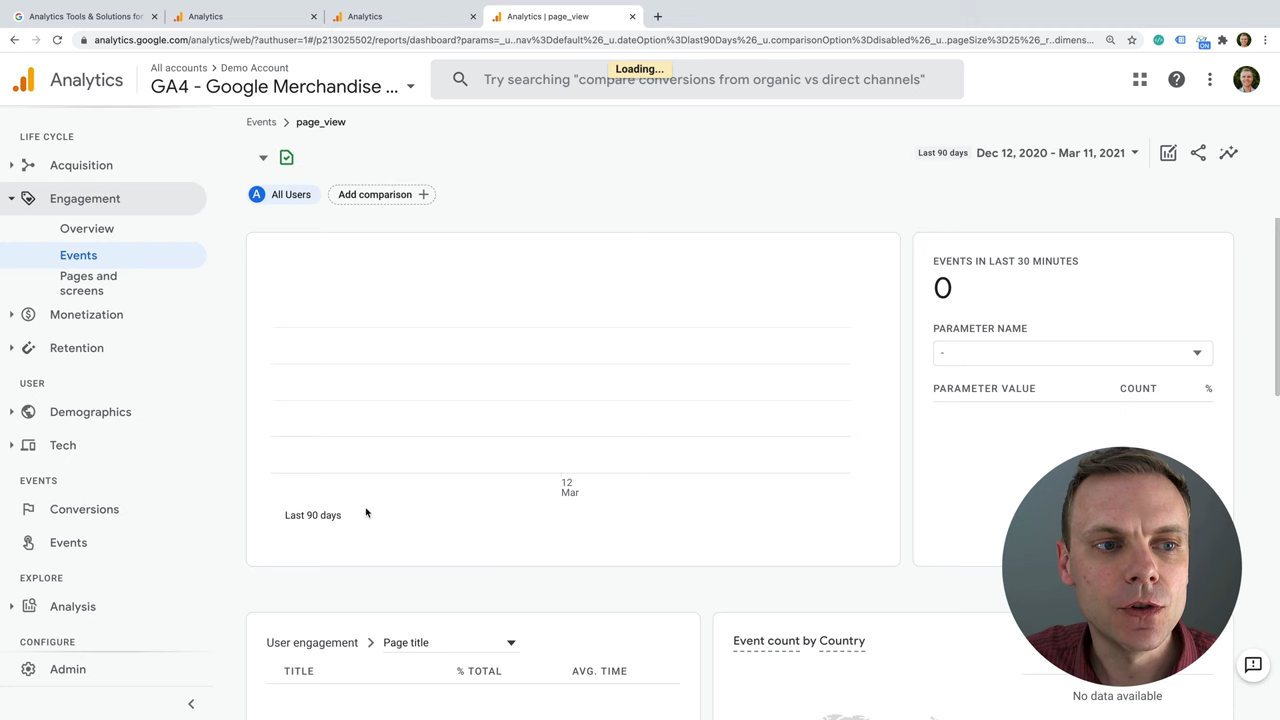 Analytics Tools & Solutions for
Analytics
Analytics
Analytics | page_view
analytics.google.com/analytics/web/?authuser=1#/p213025502/reports/dashboard?params=_u..nav%3Ddefault%26_u.dateOption%3Dlast90Days%26_u.comparisonOption%3Ddisabled%26_u..pageSize%3D25%26_r..dimens...
ON
Analytics
All accounts > Demo Account
GA4 - Google Merchandise ...
Try searching "compare conversions from organic vs direct channels"
Loading...
LIFE CYCLE
Acquisition
Engagement
Overview
Events
Pages and
screens
Monetization
Retention
USER
Demographics
Tech
EVENTS
Conversions
Events
EXPLORE
Analysis
CONFIGURE
Admin
Events > page_view
Last 90 days Dec 12, 2020 - Mar 11, 2021
A All Users
Add comparison +
12
Mar
Last 90 days
EVENTS IN LAST 30 MINUTES
0
PARAMETER NAME
-
PARAMETER VALUE COUNT %
User engagement > Page title
TITLE % TOTAL AVG. TIME
Event count by Country
No data available